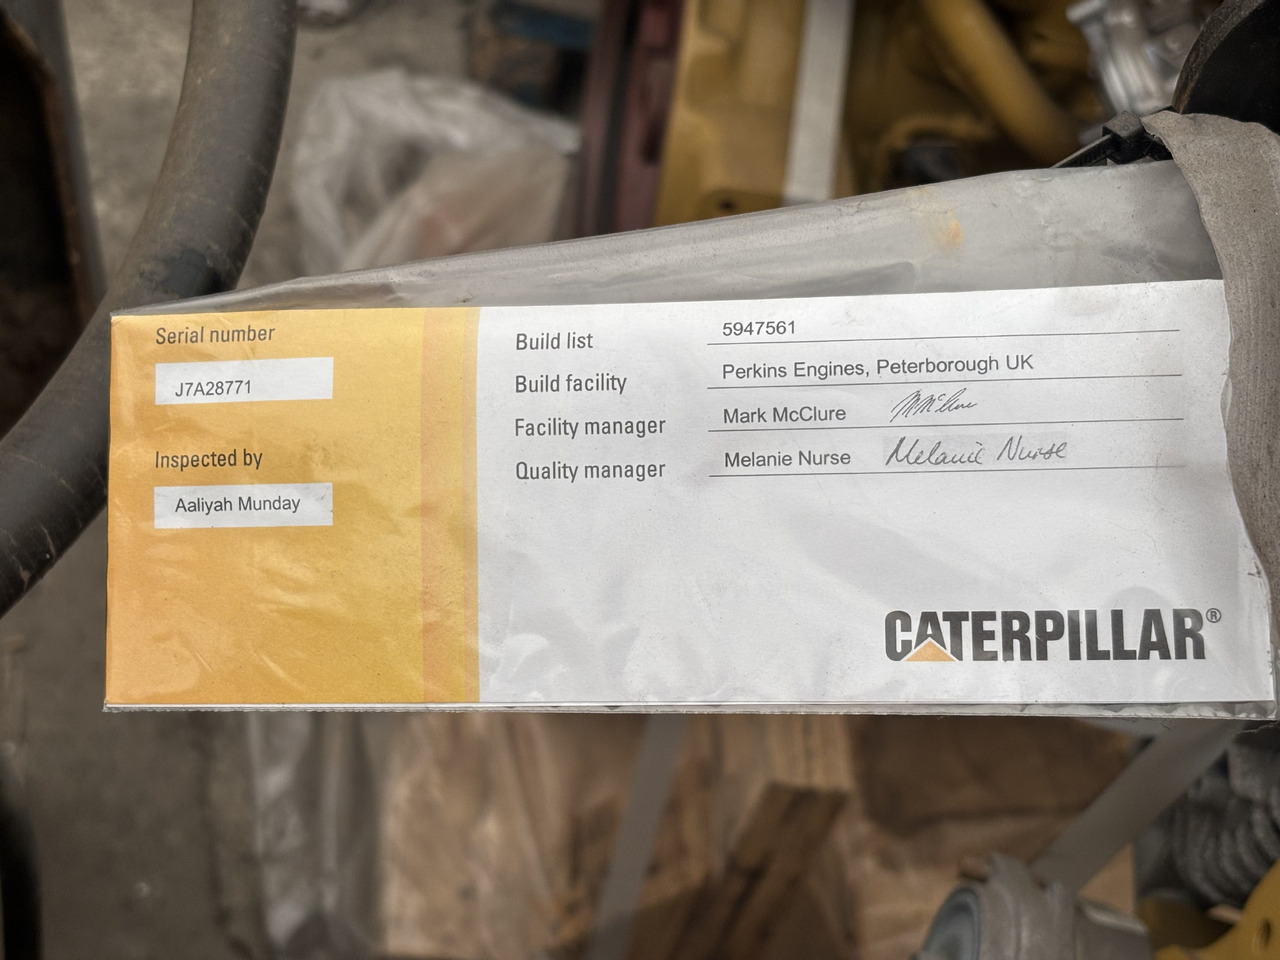 Serial number
J7A28771
Inspected by
Aaliyah Munday
Build list 5947561
Build facility Perkins Engines, Peterborough UK
Facility manager Mark McClure MMcClure
Quality manager Melanie Nurse Melanie Nurse
CATERPILLAR®